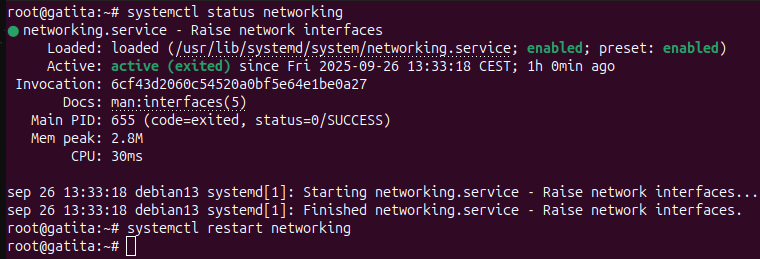 root@gatita:~# systemctl status networking
● networking.service - Raise network interfaces
     Loaded: loaded (/usr/lib/systemd/system/networking.service; enabled; preset: enabled)
     Active: active (exited) since Fri 2025-09-26 13:33:18 CEST; 1h 0min ago
 Invocation: 6cf43d2060c54520a0bf5e64e1be0a27
       Docs: man:interfaces(5)
   Main PID: 655 (code=exited, status=0/SUCCESS)
   Mem peak: 2.8M
        CPU: 30ms

sep 26 13:33:18 debian13 systemd[1]: Starting networking.service - Raise network interfaces...
sep 26 13:33:18 debian13 systemd[1]: Finished networking.service - Raise network interfaces.
root@gatita:~# systemctl restart networking
root@gatita:~#